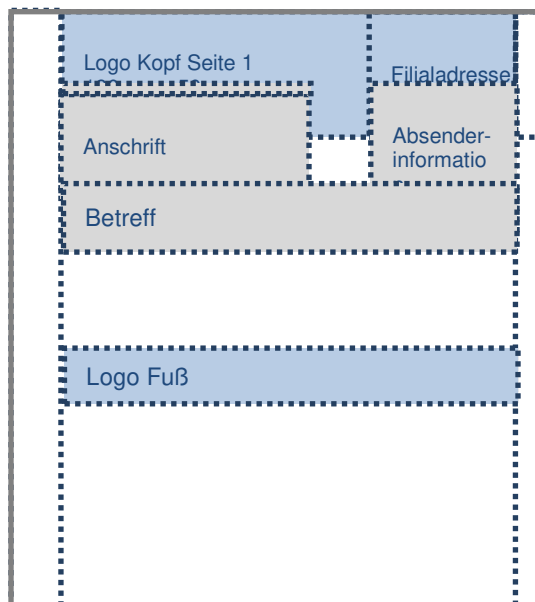 Logo Kopf Seite 1
Filialadresse
Anschrift
Absender-
informatio
Betreff
Logo Fuß